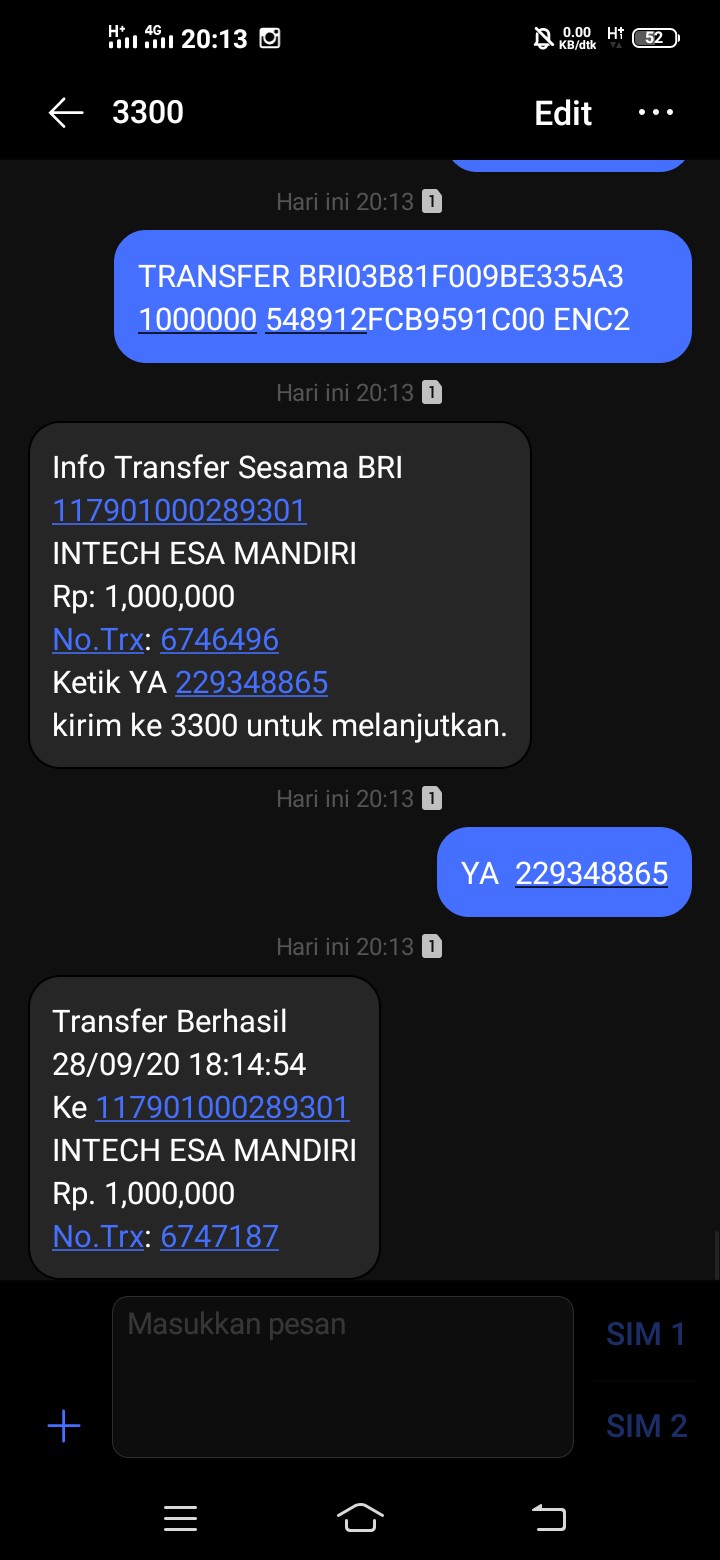 H+ 4G 20:13 0.00 KB/dtk H† 52
3300 Edit
Hari ini 20:13 1
TRANSFER BRI03B81F009BE335A3
1000000 548912FCB9591C00 ENC2
Hari ini 20:13 1
Info Transfer Sesama BRI
117901000289301
INTECH ESA MANDIRI
Rp: 1,000,000
No.Trx: 6746496
Ketik YA 229348865
kirim ke 3300 untuk melanjutkan.
Hari ini 20:13 1
YA 229348865
Hari ini 20:13 1
Transfer Berhasil
28/09/20 18:14:54
Ke 117901000289301
INTECH ESA MANDIRI
Rp. 1,000,000
No.Trx: 6747187
Masukkan pesan
SIM 1
SIM 2